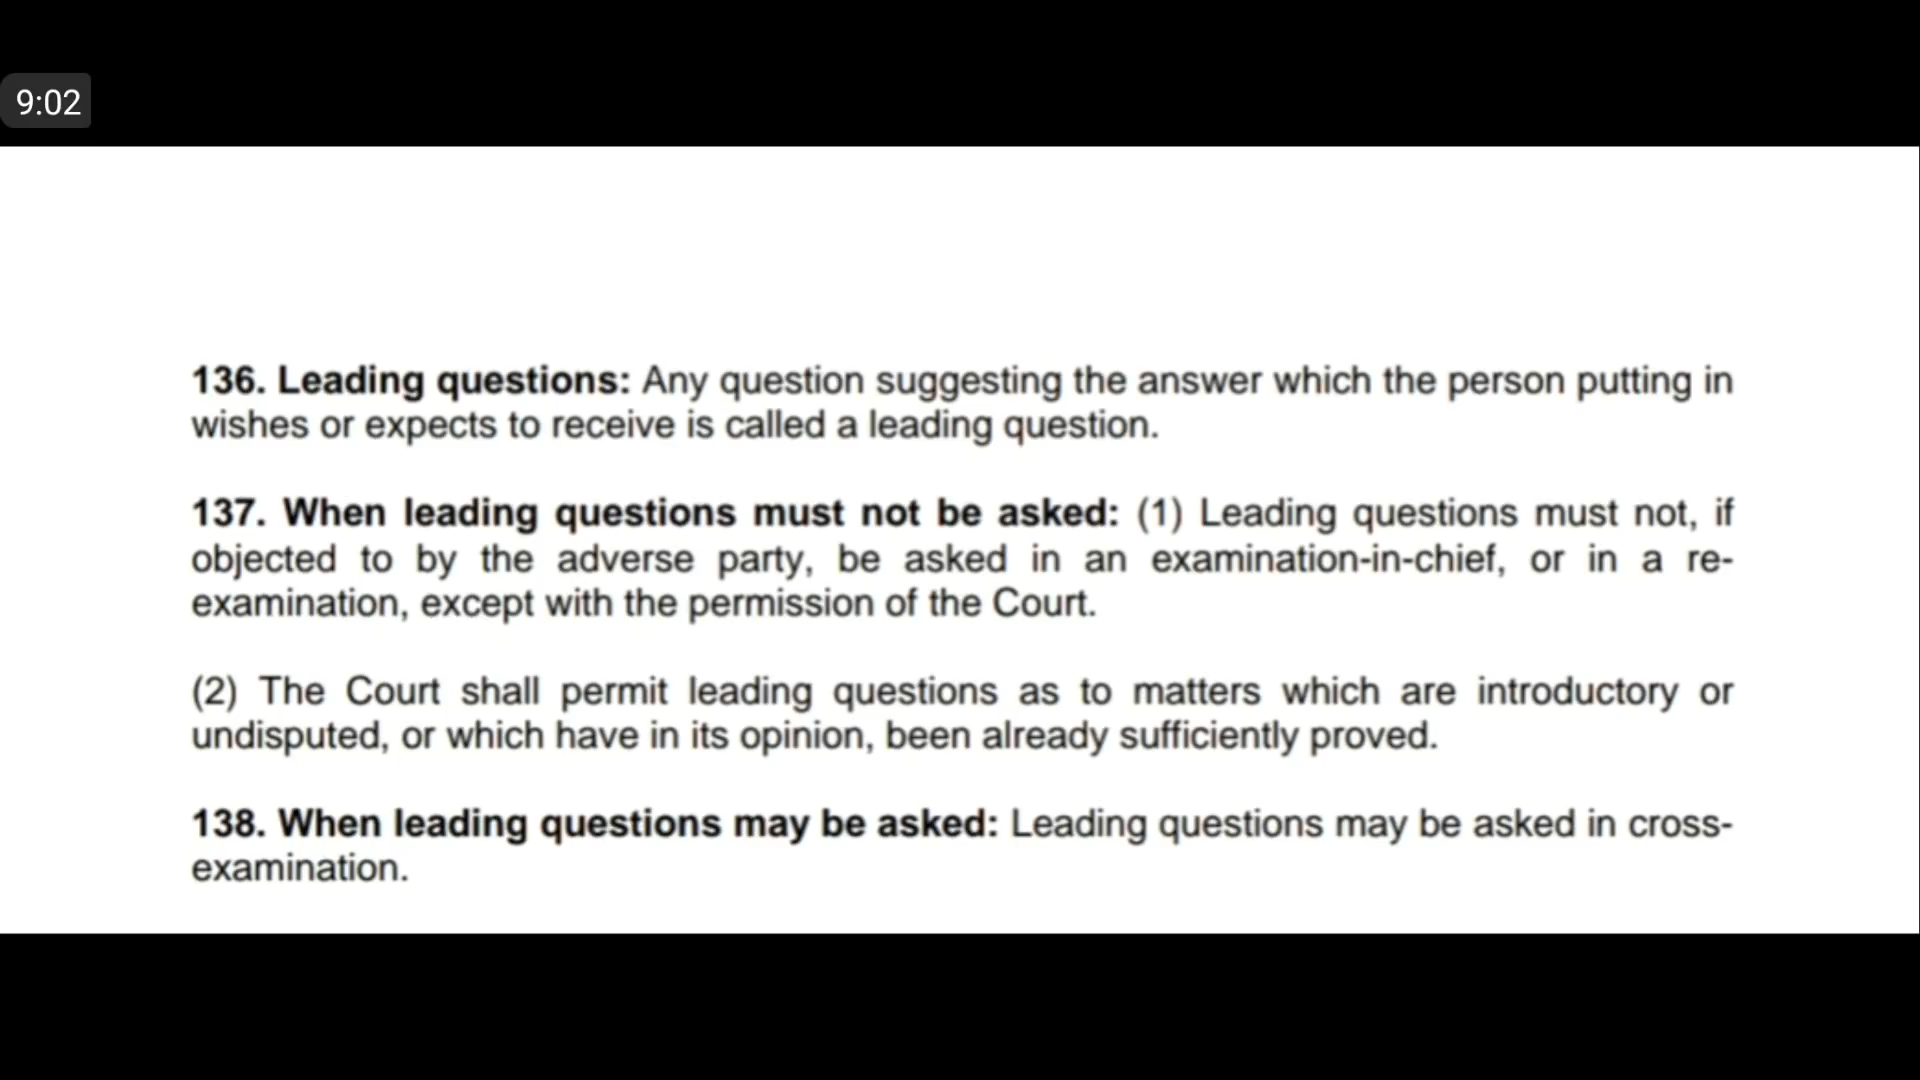 9:02
136. Leading questions: Any question suggesting the answer which the person putting in
wishes or expects to receive is called a leading question.
137. When leading questions must not be asked: (1) Leading questions must not, if
objected to by the adverse party, be asked in an examination-in-chief, or in a re-
examination, except with the permission of the Court.
(2) The Court shall permit leading questions as to matters which are introductory or
undisputed, or which have in its opinion, been already sufficiently proved.
138. When leading questions may be asked: Leading questions may be asked in cross-
examination.